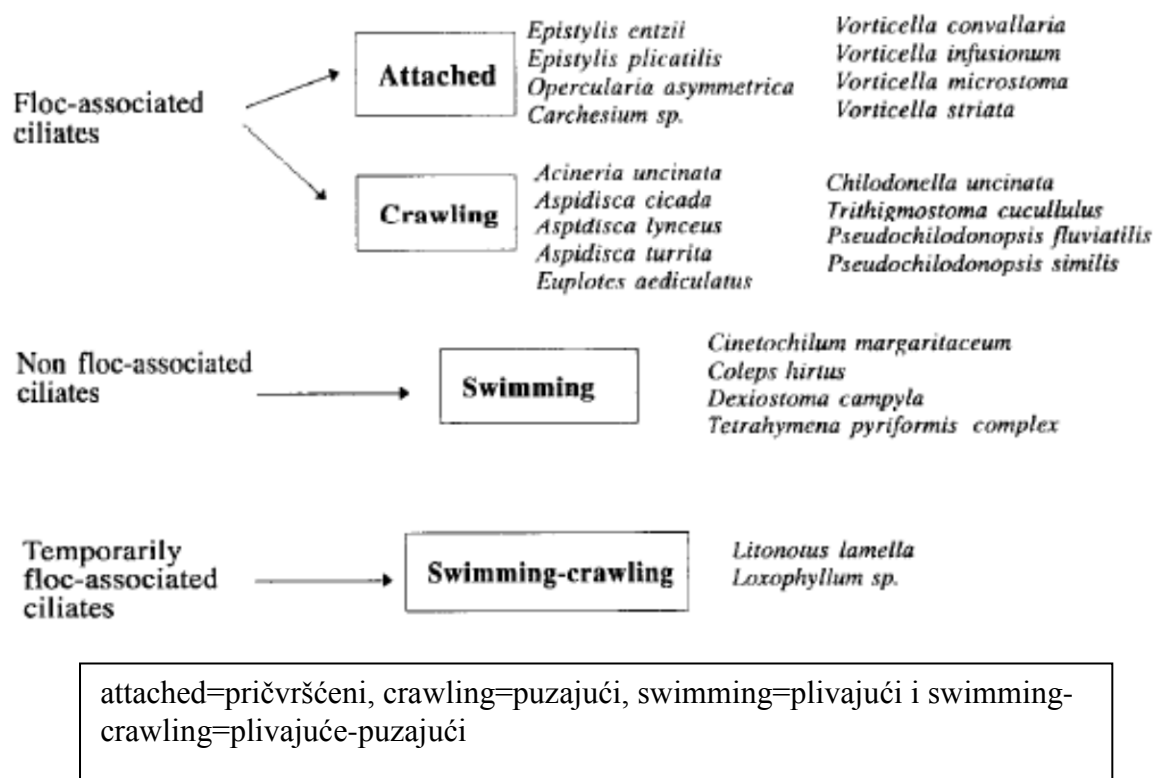 Floc-associated
ciliates
Attached
Epistylis entzii
Epistylis plicatilis
Opercularia asymmetrica
Carchesium sp.
Vorticella convallaria
Vorticella infusionum
Vorticella microstoma
Vorticella striata
Crawling
Acineria uncinata
Aspidisca cicada
Aspidisca lynceus
Aspidisca turrita
Euplotes aediculatus
Chilodonella uncinata
Trithigmostoma cucullulus
Pseudochilodonopsis fluviatilis
Pseudochilodonopsis similis
Non floc-associated
ciliates
Swimming
Cinetochilum margaritaceum
Coleps hirtus
Dexiostoma campyla
Tetrahymena pyriformis complex
Temporarily
floc-associated
ciliates
Swimming-crawling
Litonotus lamella
Loxophyllum sp.
attached=pričvršćeni, crawling=puzajući, swimming=plivajući i swimming-
crawling=plivajuće-puzajući